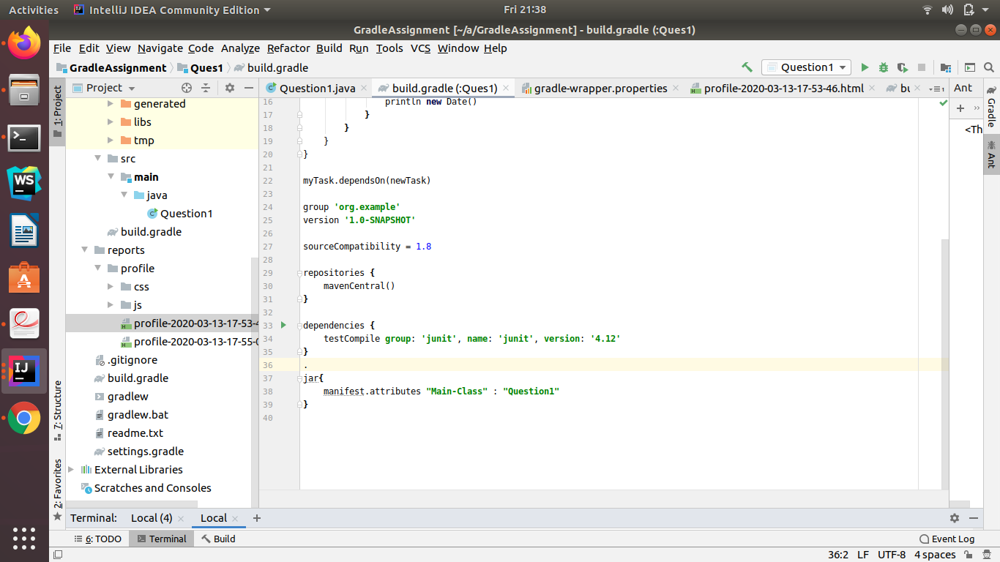 Activities IntelliJ IDEA Community Edition Fri 21:38
GradleAssignment [~/a/GradleAssignment] - build.gradle (:Ques1)
File Edit View Navigate Code Analyze Refactor Build Run Tools VCS Window Help
GradleAssignment Ques1 build.gradle Question1
Project
Question1.java build.gradle (:Ques1) gradle-wrapper.properties profile-2020-03-13-17-53-46.html bu Ant
1: Project
generated
libs
tmp
src
main
java
Question1
build.gradle
reports
profile
css
js
profile-2020-03-13-17-53-4
profile-2020-03-13-17-55-0
.gitignore
build.gradle
gradlew
gradlew.bat
readme.txt
settings.gradle
External Libraries
Scratches and Consoles
7: Structure
2: Favorites
16 println new Date()
17 }
18 }
19 }
20 }
21
22 myTask.dependsOn(newTask)
23
24 group 'org.example'
25 version '1.0-SNAPSHOT'
26
27 sourceCompatibility = 1.8
28
29 repositories {
30 mavenCentral()
31 }
32
33 dependencies {
34 testCompile group: 'junit', name: 'junit', version: '4.12'
35 }
36 .
37 jar{
38 manifest.attributes "Main-Class" : "Question1"
39 }
40
<Th
Gradle
Ant
WS
A
IJ
Terminal: Local (4) Local
6: TODO Terminal Build Event Log
36:2 LF UTF-8 4 spaces